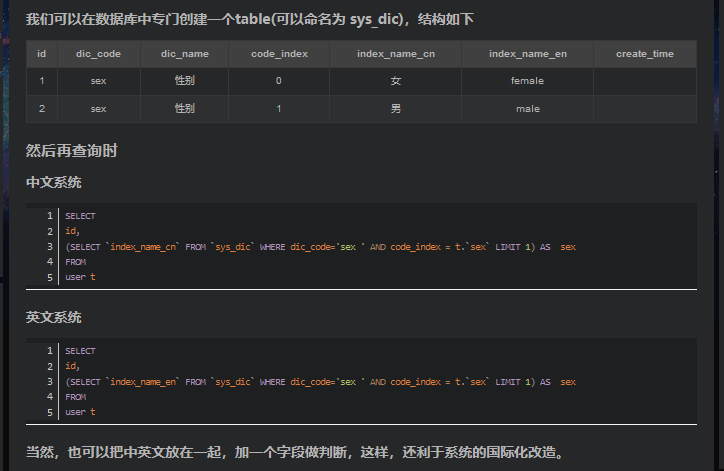 我们可以在数据库中专门创建一个table(可以命名为 sys_dic)，结构如下
id dic_code dic_name code_index index_name_cn index_name_en create_time
1 sex 性别 0 女 female
2 sex 性别 1 男 male
然后再查询时
中文系统
1 SELECT
2 id,
3 (SELECT `index_name_cn` FROM `sys_dic` WHERE dic_code=`sex ' AND code_index = t.`sex` LIMIT 1) AS  sex
4 FROM
5 user t
英文系统
1 SELECT
2 id,
3 (SELECT `index_name_en` FROM `sys_dic` WHERE dic_code=`sex ' AND code_index = t.`sex` LIMIT 1) AS  sex
4 FROM
5 user t
当然，也可以把中英文放在一起，加一个字段做判断，这样，还利于系统的国际化改造。